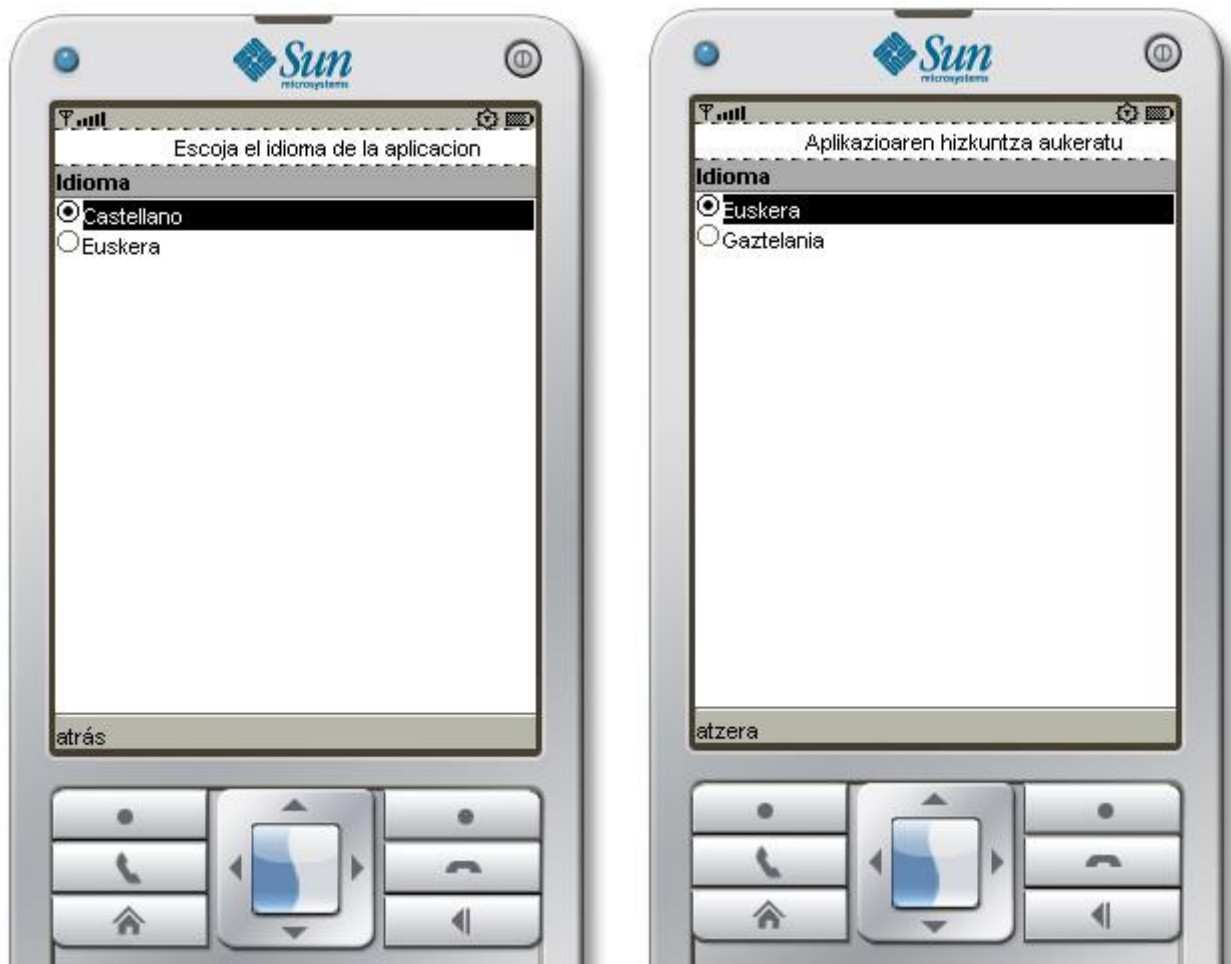 Sun
microsystems
Escoja el idioma de la aplicacion
Idioma
Castellano
Euskera
atrás
Sun
microsystems
Aplikazioaren hizkuntza aukeratu
Idioma
Euskera
Gaztelania
atzera